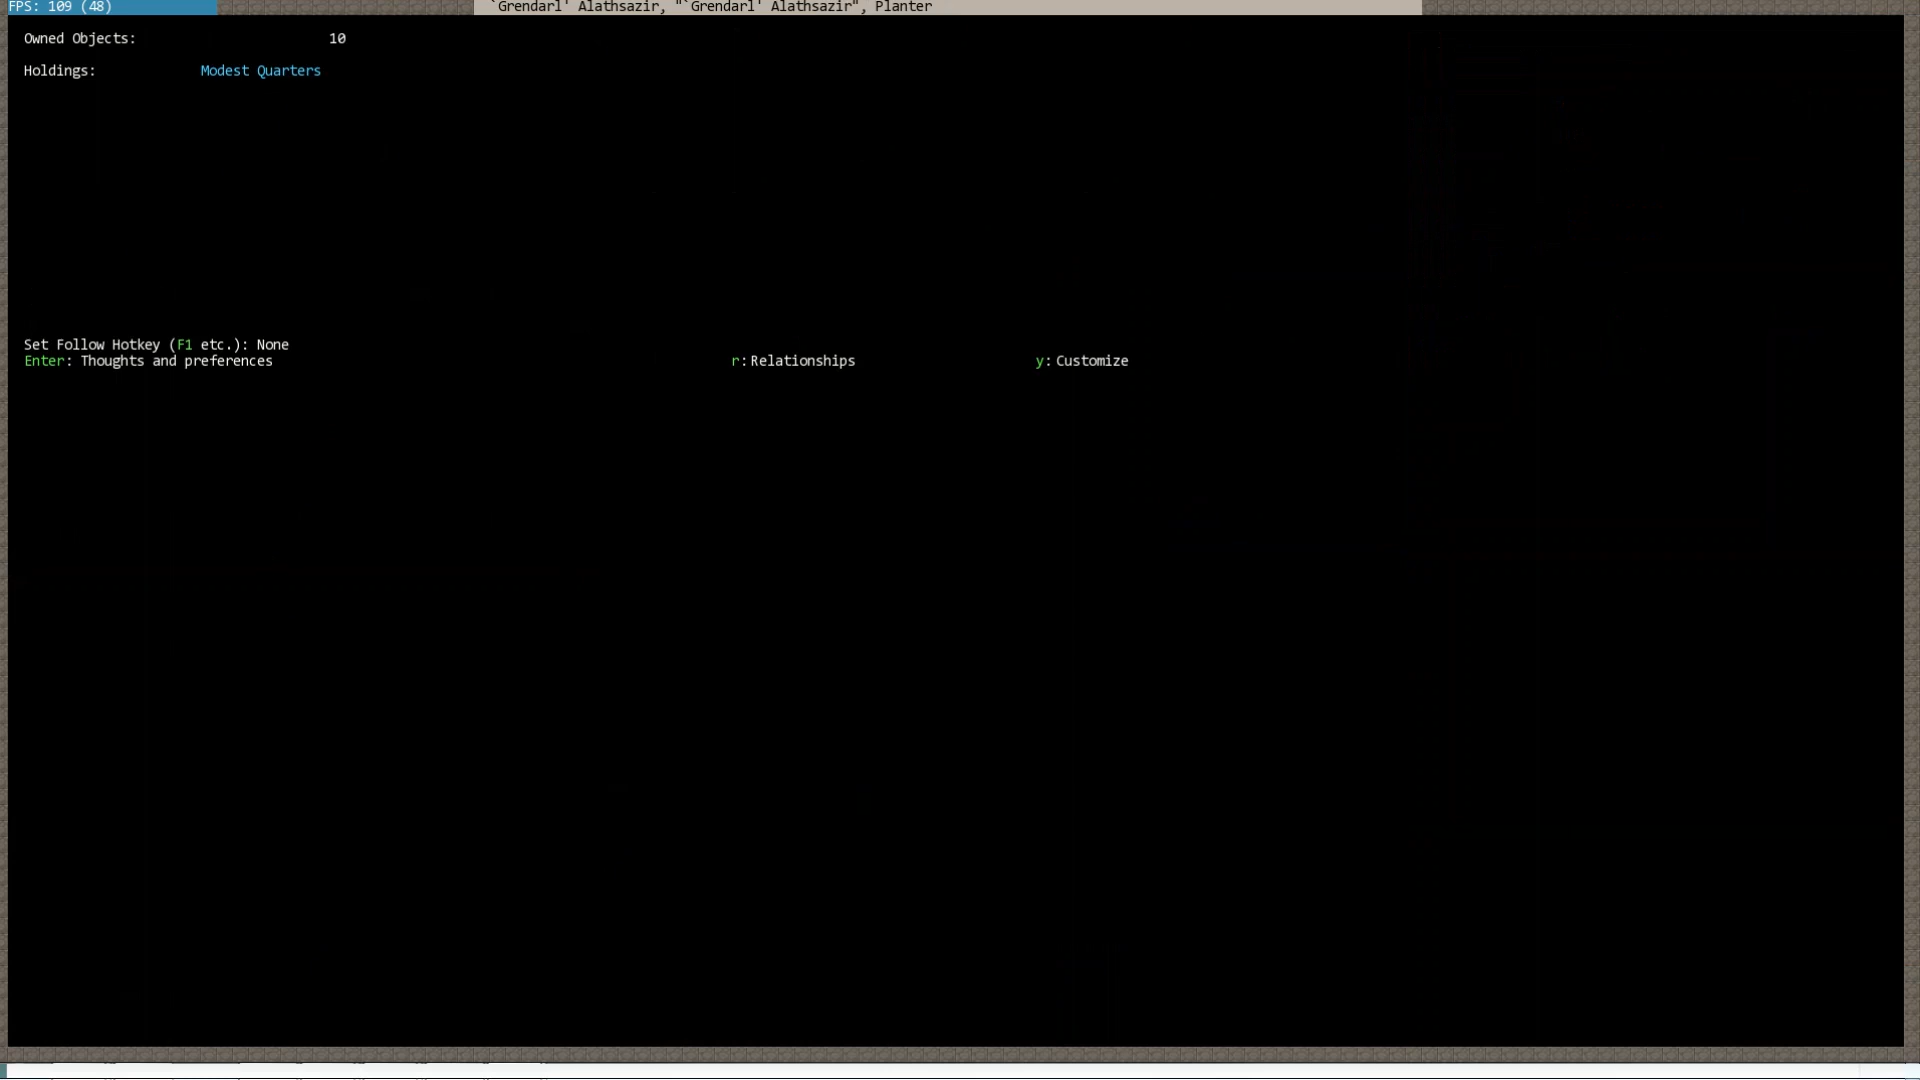 FPS: 109 (48)
`Grendarl' Alathsazir, "`Grendarl' Alathsazir", Planter
Owned Objects: 10
Holdings: Modest Quarters
Set Follow Hotkey (F1 etc.): None
Enter: Thoughts and preferences r:Relationships y:Customize